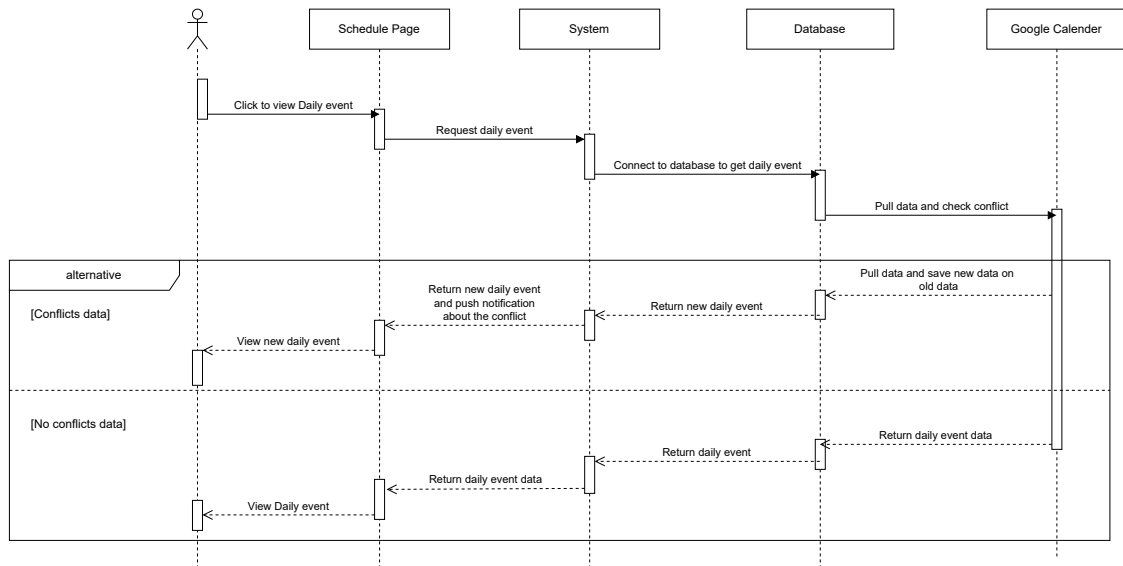 Schedule Page
System
Database
Google Calender
Click to view Daily event
Request daily event
Connect to database to get daily event
Pull data and check conflict
alternative
[Conflicts data]
Pull data and save new data on
old data
Return new daily event
Return new daily event
and push notification
about the conflict
View new daily event
[No conflicts data]
Return daily event data
Return daily event
Return daily event data
View Daily event